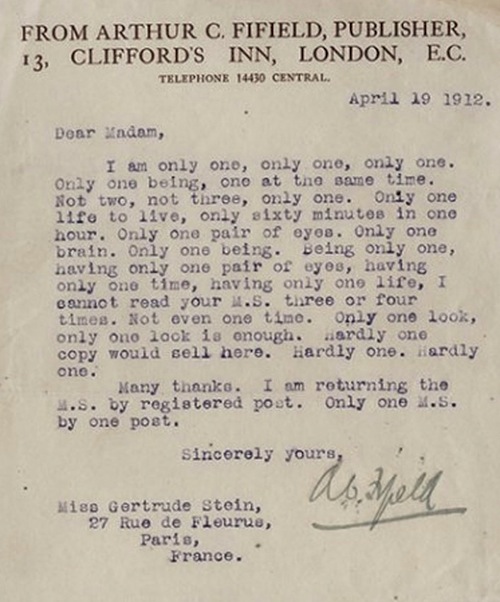 FROM ARTHUR C. FIFIELD, PUBLISHER,
13, CLIFFORD'S INN, LONDON, E.C.
TELEPHONE 14430 CENTRAL.
April 19 1912.
Dear Madam,
I am only one, only one, only one.
Only one being, one at the same time.
Not two, not three, only one. Only one
life to live, only sixty minutes in one
hour. Only one pair of eyes. Only one
brain. Only one being. Being only one,
having only one pair of eyes, having
only one time, having only one life, I
cannot read your M.S. three or four
times. Not even one time. Only one look,
only one look is enough. Hardly one
copy would sell here. Hardly one. Hardly
one.
Many thanks. I am returning the
M.S. by registered post. Only one M.S.
by one post.
Sincerely yours,
A.C. Fifield
Miss Gertrude Stein,
27 Rue de Fleurus,
Paris,
France.